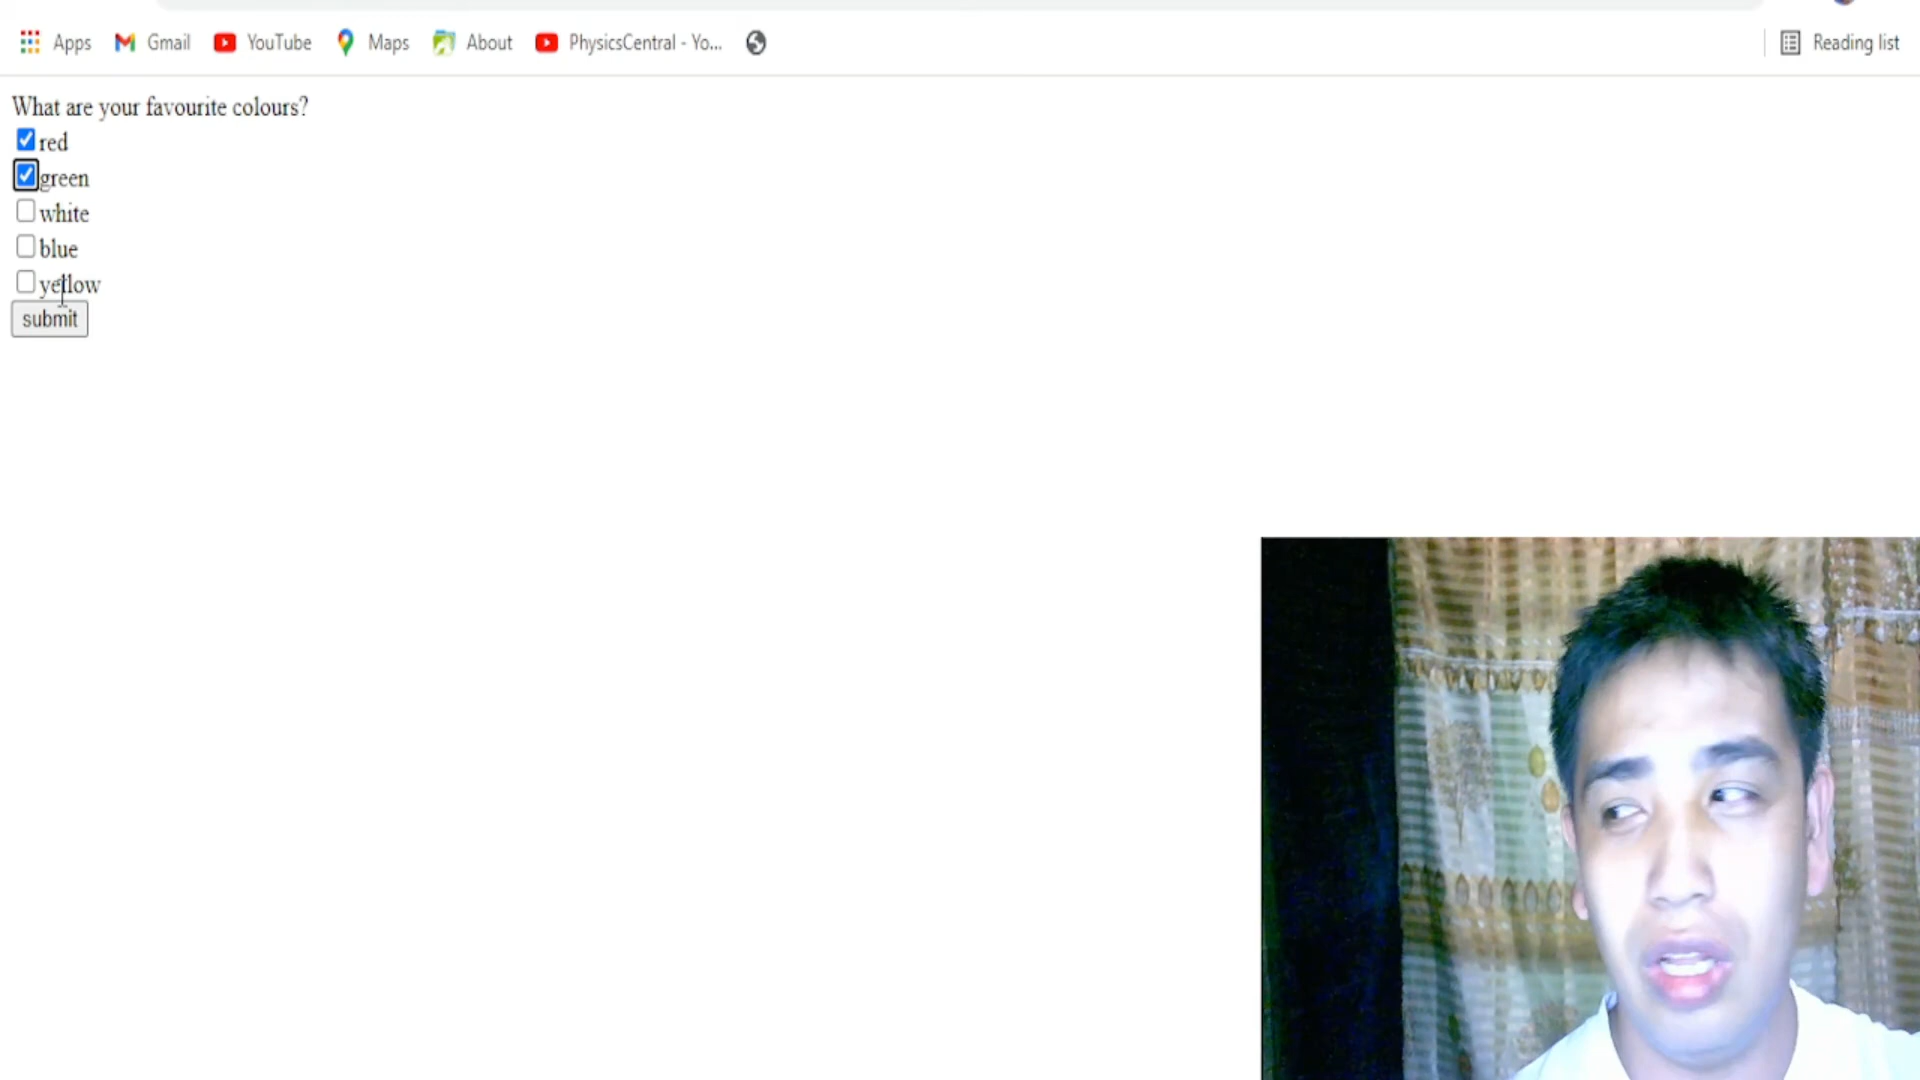 Apps Gmail YouTube Maps About PhysicsCentral - Yo... Reading list
What are your favourite colours?
red
green
white
blue
yellow
submit